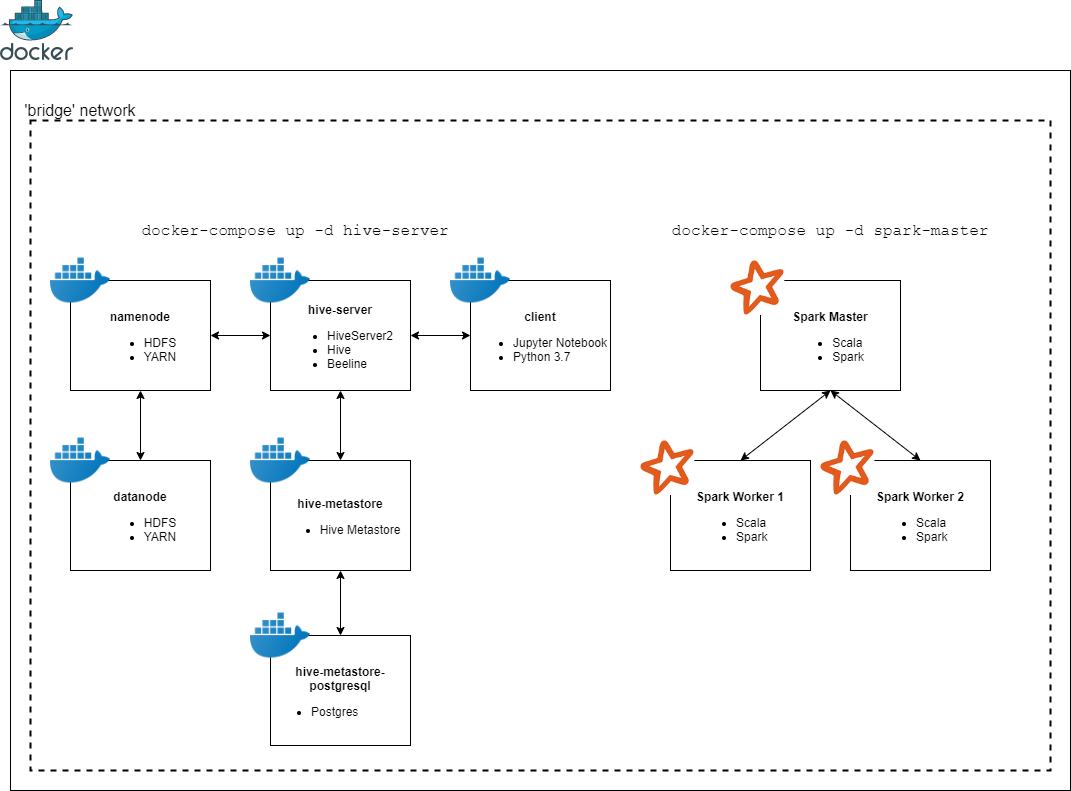 docker
'bridge' network
docker-compose up -d hive-server
docker-compose up -d spark-master
namenode
HDFS
YARN
hive-server
HiveServer2
Hive
Beeline
client
Jupyter Notebook
Python 3.7
Spark Master
Scala
Spark
datanode
HDFS
YARN
hive-metastore
Hive Metastore
Spark Worker 1
Scala
Spark
Spark Worker 2
Scala
Spark
hive-metastore-
postgresql
Postgres